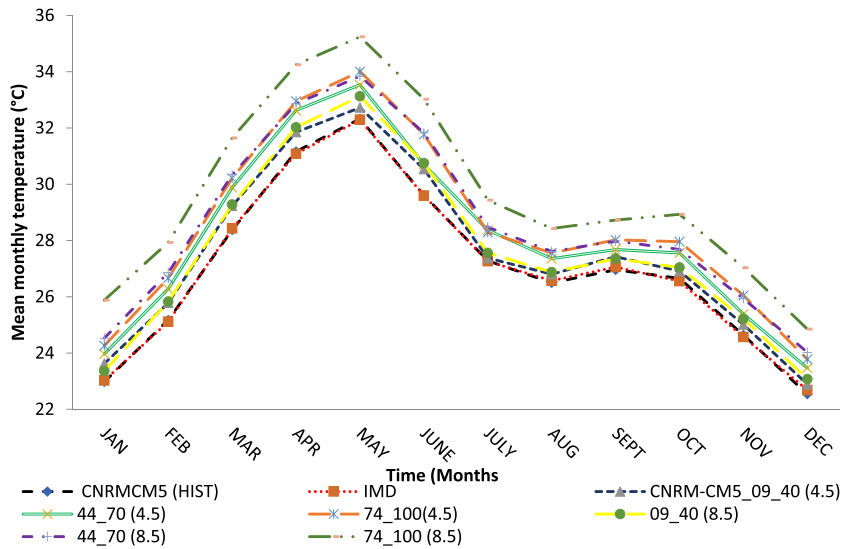 36
34
32
30
28
26
24
22
Mean monthly temperature (°C)
JAN FEB MAR APR MAY JUNE JULY AUG SEPT OCT NOV DEC
Time (Months
CNRMCM5 (HIST) IMD CNRM-CM5_09_40 (4.5)
44_70 (4.5) 74_100(4.5) 09_40 (8.5)
44_70 (8.5) 74_100 (8.5)